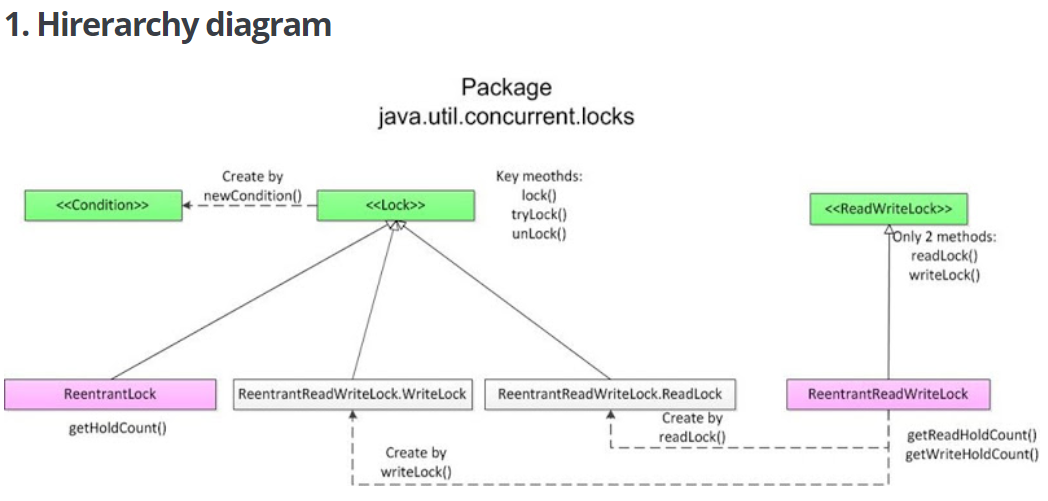 1. Hirerarchy diagram
Package
java.util.concurrent.locks
Create by
newCondition()
Key meothds:
lock()
tryLock()
unLock()
<<Condition>>
<<Lock>>
<<ReadWriteLock>>
Only 2 methods:
readLock()
writeLock()
ReentrantLock
ReentrantReadWriteLock.WriteLock
ReentrantReadWriteLock.ReadLock
ReentrantReadWriteLock
getHoldCount()
Create by
readLock()
getReadHoldCount()
getWriteHoldCount()
Create by
writeLock()